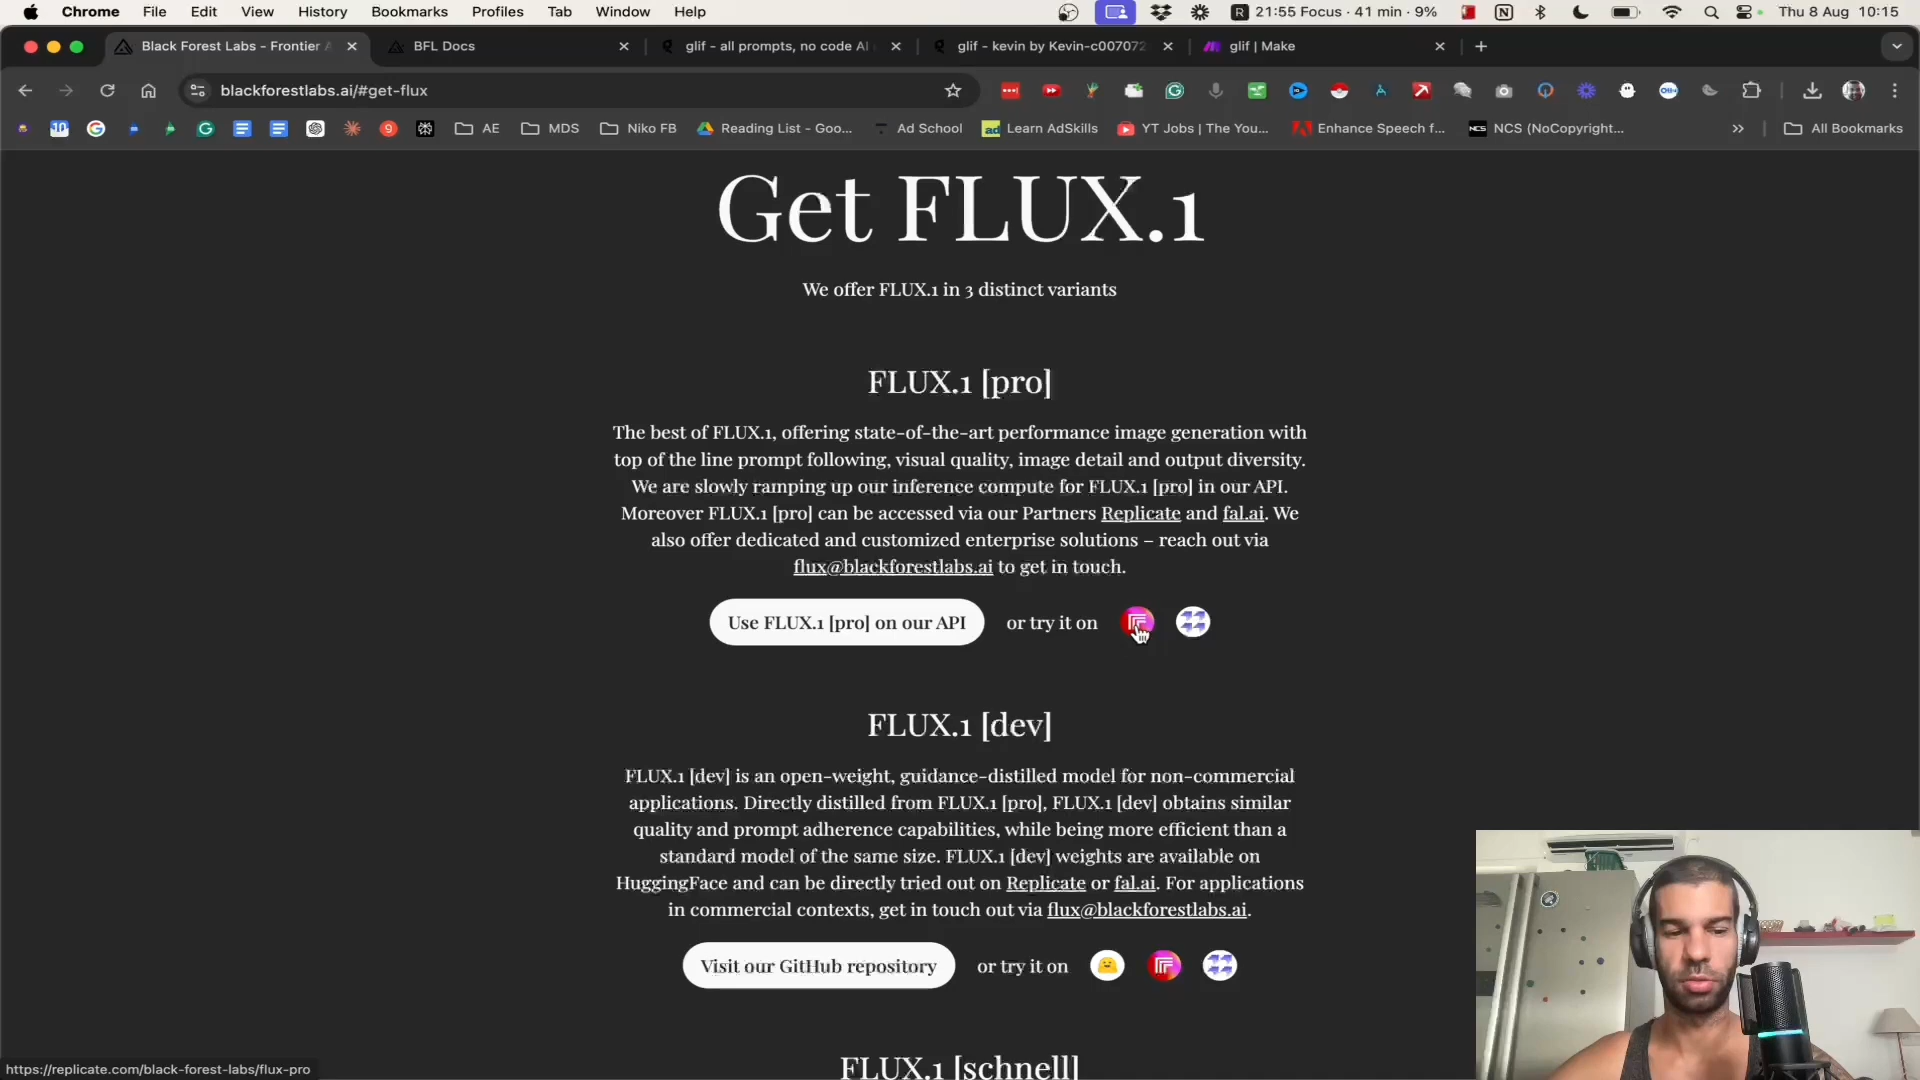 Chrome File Edit View History Bookmarks Profiles Tab Window Help
21:55 Focus · 41 min · 9%
Thu 8 Aug 10:15
Black Forest Labs - Frontier A
BFL Docs
glif - all prompts, no code AI
glif - kevin by Kevin-c007072
glif | Make
blackforestlabs.ai/#get-flux
AE
MDS
Niko FB
Reading List - Goo...
Ad School
Learn AdSkills
YT Jobs | The You...
Enhance Speech f...
NCS (NoCopyright...
All Bookmarks
Get FLUX.1
We offer FLUX.1 in 3 distinct variants
FLUX.1 [pro]
The best of FLUX.1, offering state-of-the-art performance image generation with
top of the line prompt following, visual quality, image detail and output diversity.
We are slowly ramping up our inference compute for FLUX.1 [pro] in our API.
Moreover FLUX.1 [pro] can be accessed via our Partners Replicate and fal.ai. We
also offer dedicated and customized enterprise solutions – reach out via
flux@blackforestlabs.ai to get in touch.
Use FLUX.1 [pro] on our API
or try it on
FLUX.1 [dev]
FLUX.1 [dev] is an open-weight, guidance-distilled model for non-commercial
applications. Directly distilled from FLUX.1 [pro], FLUX.1 [dev] obtains similar
quality and prompt adherence capabilities, while being more efficient than a
standard model of the same size. FLUX.1 [dev] weights are available on
HuggingFace and can be directly tried out on Replicate or fal.ai. For applications
in commercial contexts, get in touch out via flux@blackforestlabs.ai.
Visit our GitHub repository
or try it on
FLUX.1 [schnell]
https://replicate.com/black-forest-labs/flux-pro